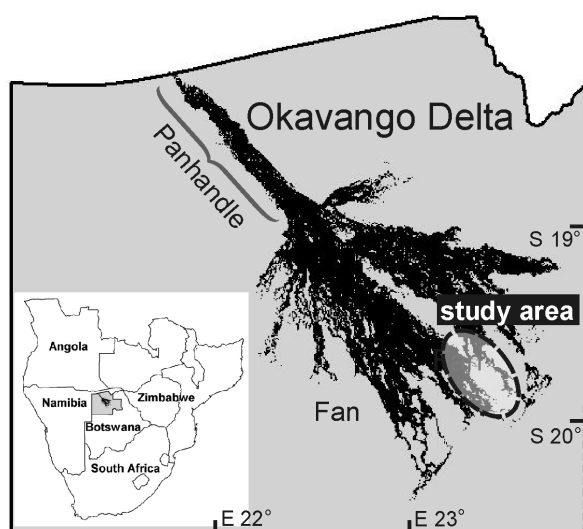 Okavango Delta
Panhandle
S 19°
study area
Angola
Namibia
Zimbabwe
Botswana
South Africa
Fan
S 20°
E 22°
E 23°